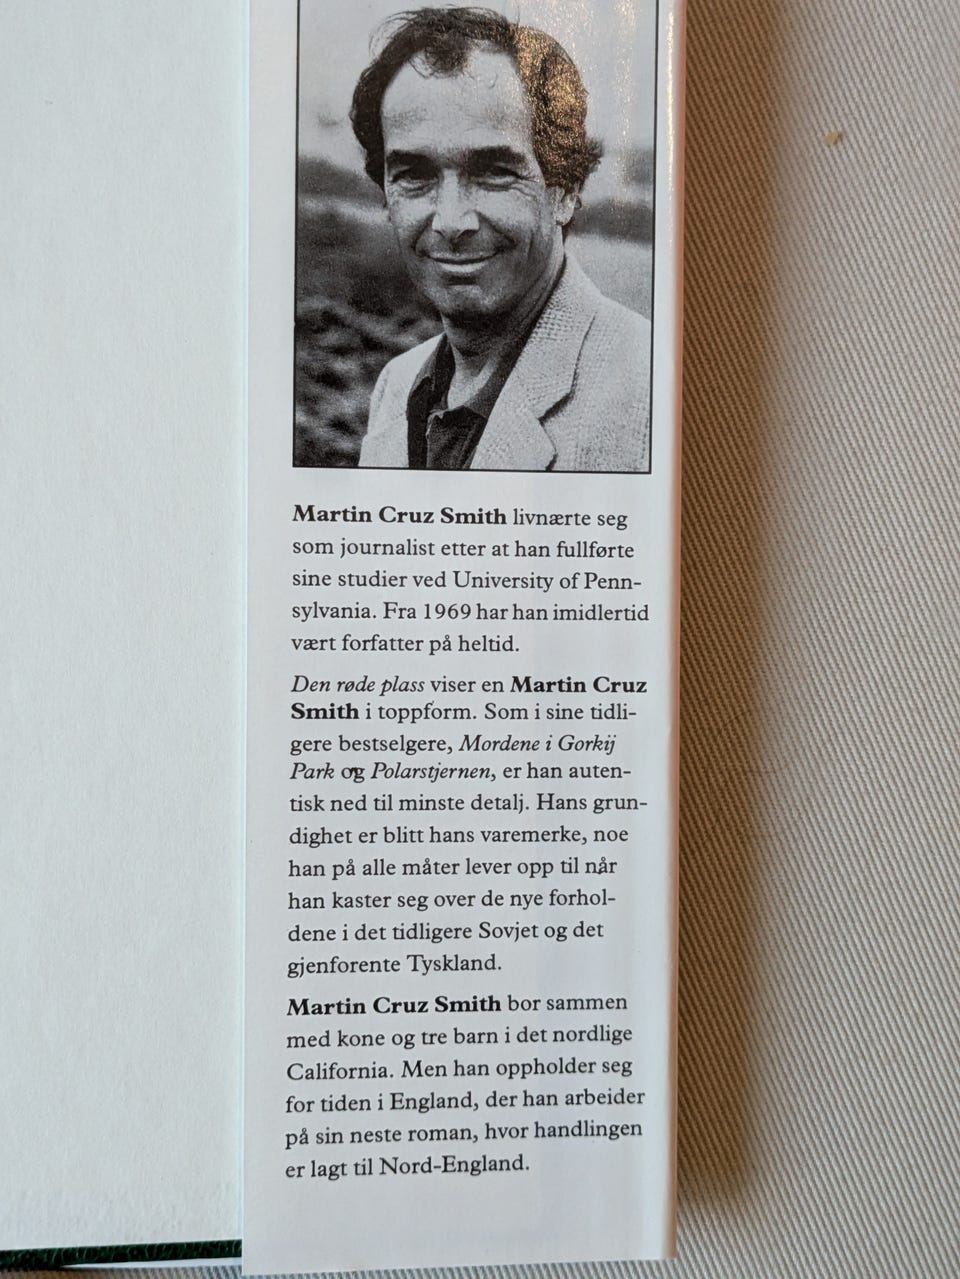 Martin Cruz Smith livnærte seg
som journalist etter at han fullførte
sine studier ved University of Penn-
sylvania. Fra 1969 har han imidlertid
vært forfatter på heltid.
Den røde plass viser en Martin Cruz
Smith i toppform. Som i sine tidli-
gere bestselgere, Mordene i Gorkij
Park og Polarstjernen, er han auten-
tisk ned til minste detalj. Hans grun-
dighet er blitt hans varemerke, noe
han på alle måter lever opp til når
han kaster seg over de nye forhol-
dene i det tidligere Sovjet og det
gjenforente Tyskland.
Martin Cruz Smith bor sammen
med kone og tre barn i det nordlige
California. Men han oppholder seg
for tiden i England, der han arbeider
på sin neste roman, hvor handlingen
er lagt til Nord-England.